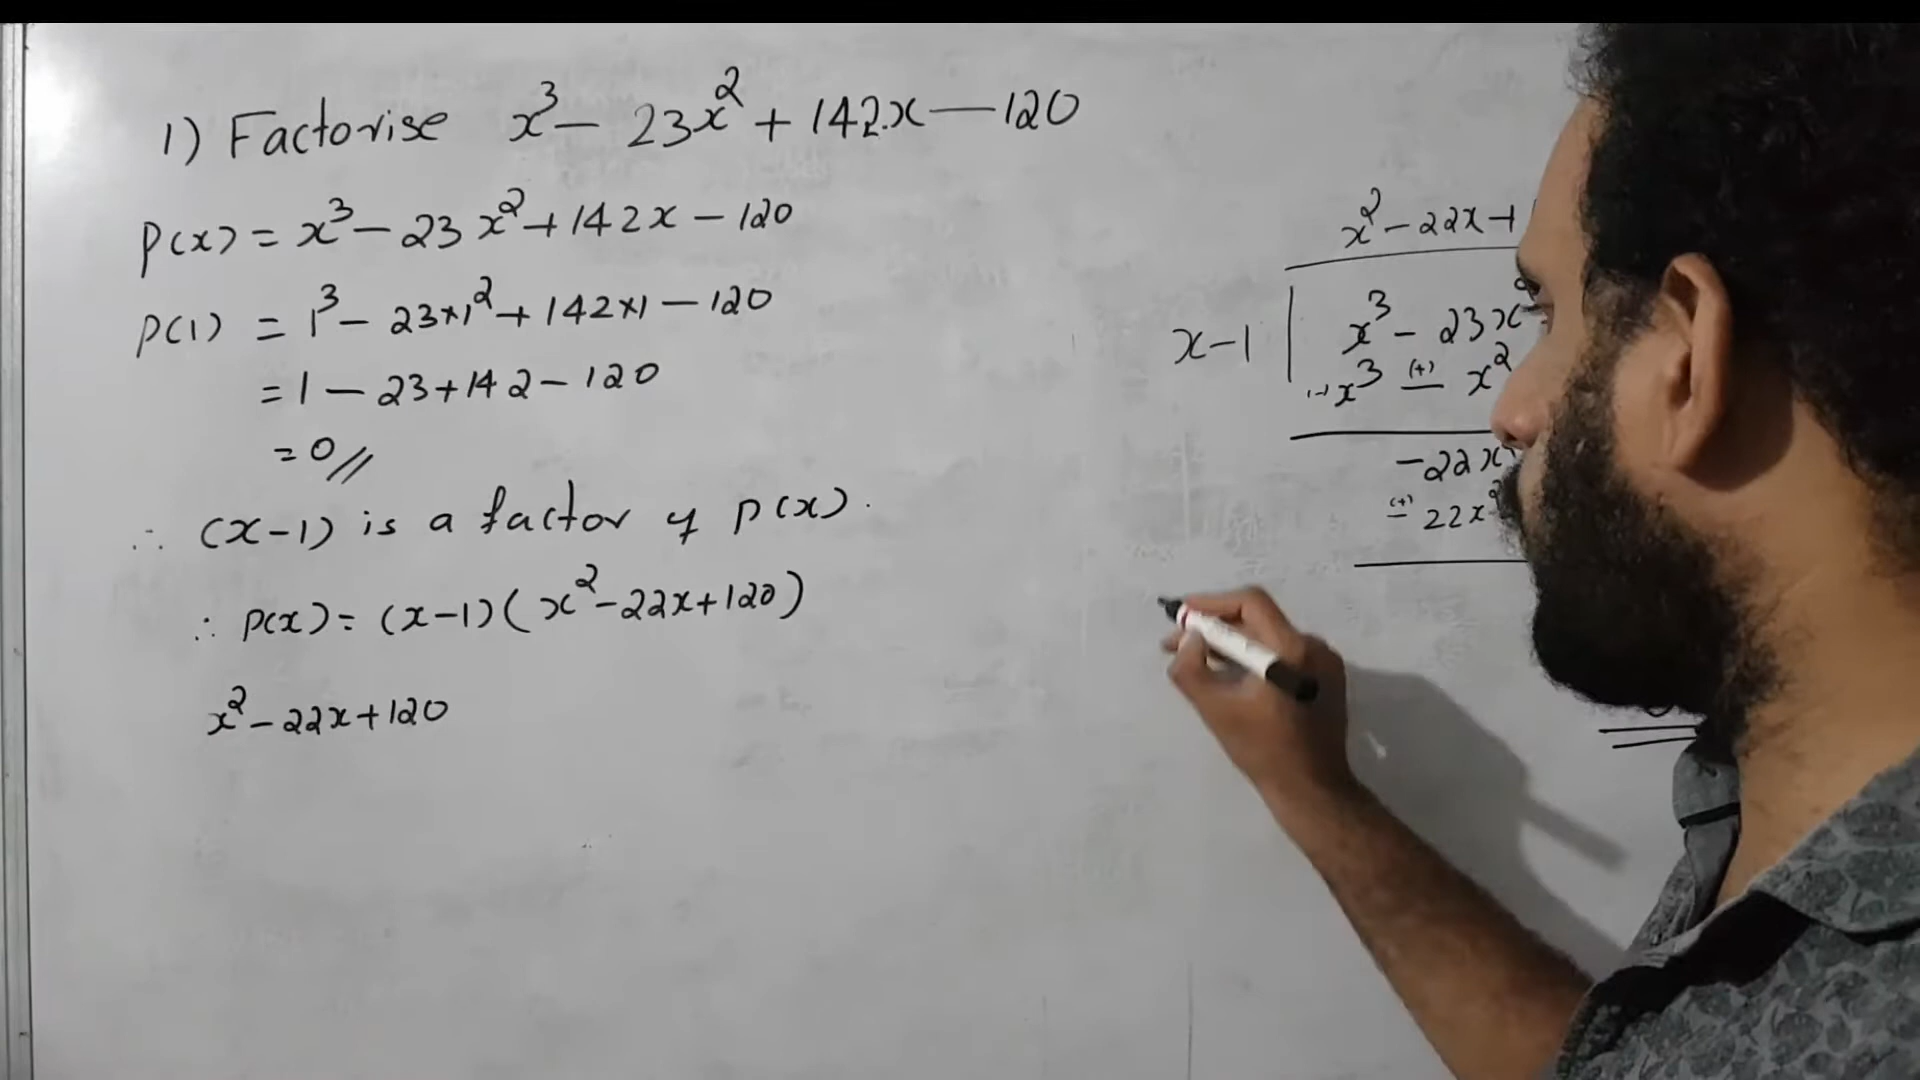 1) Factorise x³ - 23x² + 142x - 120
P(x) = x³ - 23x² + 142x - 120
P(1) = 1³ - 23×1² + 142×1 - 120
= 1 - 23 + 142 - 120
= 0 //
∴ (x-1) is a factor of P(x).
∴ P(x) = (x-1)(x² - 22x + 120)
x² - 22x + 120
x² - 22x +
x-1 | x³ - 23x²
(-) x³ (+) - x²
-22x
(+) - 22x²